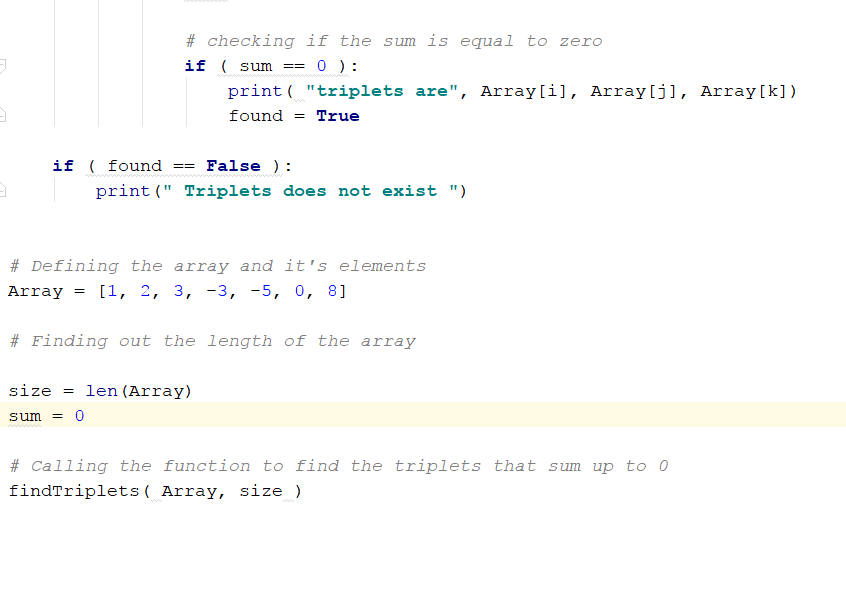 # checking if the sum is equal to zero
if ( sum == 0 ):
print( "triplets are", Array[i], Array[j], Array[k])
found = True
if ( found == False ):
print(" Triplets does not exist ")
# Defining the array and it's elements
Array = [1, 2, 3, -3, -5, 0, 8]
# Finding out the length of the array
size = len(Array)
sum = 0
# Calling the function to find the triplets that sum up to 0
findTriplets( Array, size )